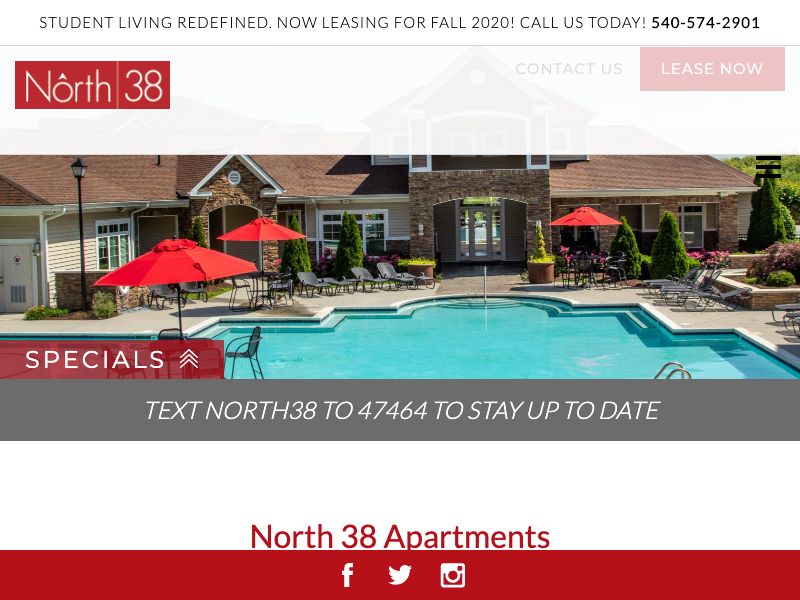 STUDENT LIVING REDEFINED. NOW LEASING FOR FALL 2020! CALL US TODAY! 540-574-2901
North 38
CONTACT US
LEASE NOW
SPECIALS
TEXT NORTH38 TO 47464 TO STAY UP TO DATE
North 38 Apartments